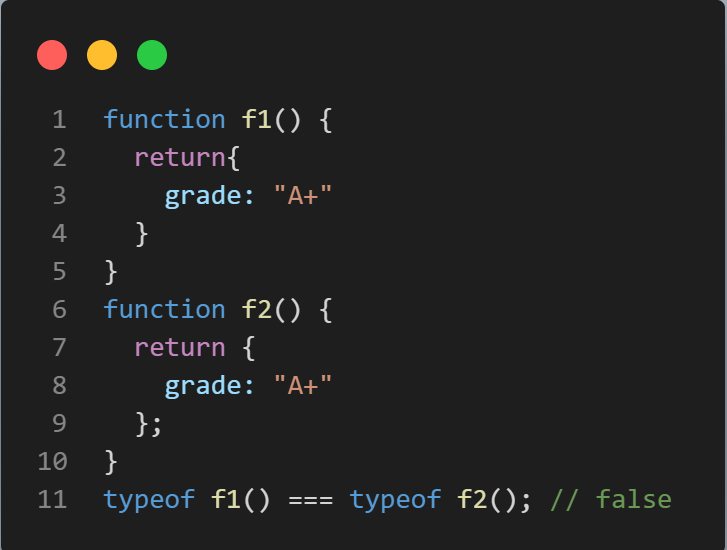 1 function f1() {
2   return{
3     grade: "A+"
4   }
5 }
6 function f2() {
7   return {
8     grade: "A+"
9   };
10 }
11 typeof f1() === typeof f2(); // false